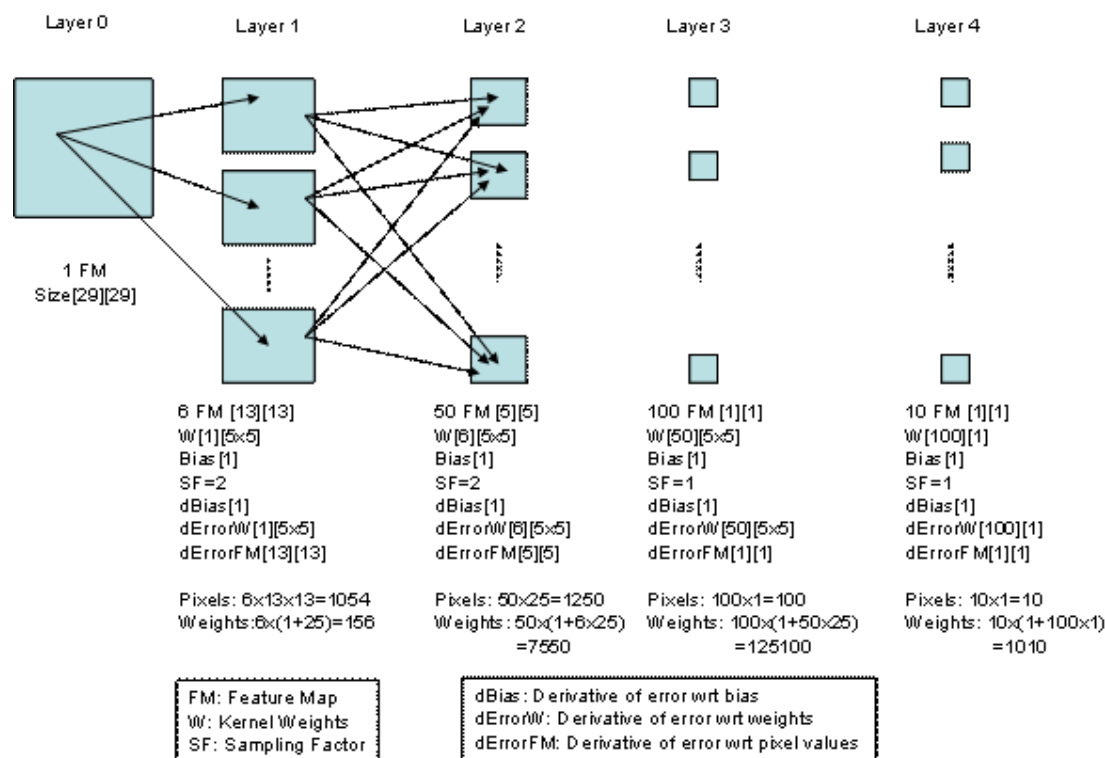 Layer 0
Layer 1
Layer 2
Layer 3
Layer 4
1 FM
Size[29][29]
6 FM [13][13]
W[1][5x5]
Bias[1]
SF=2
dBias[1]
dErrorW[1][5x5]
dErrorFM[13][13]
Pixels: 6x13x13=1054
Weights:6x(1+25)=156
50 FM [5][5]
W[6][5x5]
Bias[1]
SF=2
dBias[1]
dErrorW[6][5x5]
dErrorFM[5][5]
Pixels: 50x25=1250
Weights: 50x(1+6x25)
=7550
100 FM [1][1]
W[50][5x5]
Bias[1]
SF=1
dBias[1]
dErrorW[50][5x5]
dErrorFM[1][1]
Pixels: 100x1=100
Weights: 100x(1+50x25)
=125100
10 FM [1][1]
W[100][1]
Bias[1]
SF=1
dBias[1]
dErrorW[100][1]
dErrorFM[1][1]
Pixels: 10x1=10
Weights: 10x(1+100x1)
=1010
FM: Feature Map
W: Kernel Weights
SF: Sampling Factor
dBias: Derivative of error wrt bias
dErrorW: Derivative of error wrt weights
dErrorFM: Derivative of error wrt pixel values